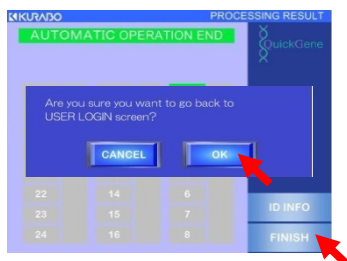 KURABO
PROCESSING RESULT
AUTOMATIC OPERATION END
QuickGene
Are you sure you want to go back to
USER LOGIN screen?
CANCEL OK
22 14 6
23 15 7
24 16 8
ID INFO
FINISH